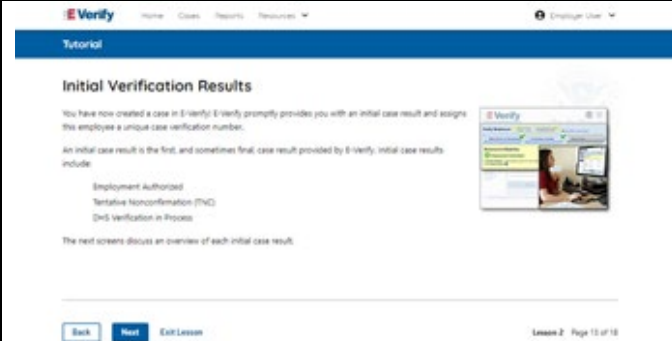 E Verify Home Cases Reports Resources Employer User
Tutorial
Initial Verification Results
You have now created a case in E-Verify! E-Verify promptly provides you with an initial case result and assigns
this employee a unique case verification number.
An initial case result is the first, and sometimes final, case result provided by E-Verify. Initial case results
include:
Employment Authorized
Tentative Nonconfirmation (TNC)
DHS Verification in Process
The next screens discuss an overview of each initial case result.
E Verify
Back Next Exit Lesson Lesson 2 Page 15 of 18